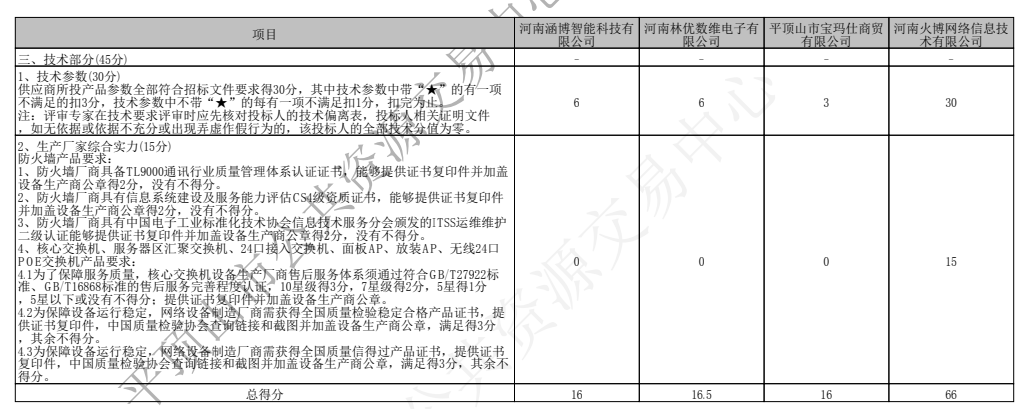 项目
河南涵博智能科技有
限公司
河南林优数维电子有
限公司
平顶山市宝玛仕商贸
有限公司
河南火博网络信息技
术有限公司
三、技术部分(45分)
- - - -
1、技术参数(30分)
供应商所投产品参数全部符合招标文件要求得30分，其中技术参数中带“★”的有一项
不满足的扣3分，技术参数中不带“★”的每有一项不满足扣1分，扣完为止。
注：评审专家在技术要求评审时应先核对投标人的技术偏离表，投标人相关证明文件
，如无依据或依据不充分或出现弄虚作假行为的，该投标人的全部技术分值为零。
6 6 3 30
2、生产厂家综合实力(15分)
防火墙产品要求：
1、防火墙厂商具备TL9000通讯行业质量管理体系认证证书，能够提供证书复印件并加盖
设备生产商公章得2分，没有不得分。
2、防火墙厂商具有信息系统建设及服务能力评估CS4级资质证书，能够提供证书复印件
并加盖设备生产商公章得2分，没有不得分。
3、防火墙厂商具有中国电子工业标准化技术协会信息技术服务分会颁发的ITSS运维维护
二级认证能够提供证书复印件并加盖设备生产商公章得2分，没有不得分。
4、核心交换机、服务器区汇聚交换机、24口接入交换机、面板AP、放装AP、无线24口
POE交换机产品要求：
4.1为了保障服务质量，核心交换机设备生产厂商售后服务体系须通过符合GB/T27922标
准、GB/T16868标准的售后服务完善程度认证，10星级得3分，7星级得2分，5星得1分
，5星以下或没有不得分；提供证书复印件并加盖设备生产商公章。
4.2为保障设备运行稳定，网络设备制造厂商需获得全国质量检验稳定合格产品证书，提
供证书复印件，中国质量检验协会查询链接和截图并加盖设备生产商公章，满足得3分
，其余不得分。
4.3为保障设备运行稳定，网络设备制造厂商需获得全国质量信得过产品证书，提供证书
复印件，中国质量检验协会查询链接和截图并加盖设备生产商公章，满足得3分，其余不
得分。
0 0 0 15
总得分 16 16.5 16 66
平顶山市公共资源交易中心